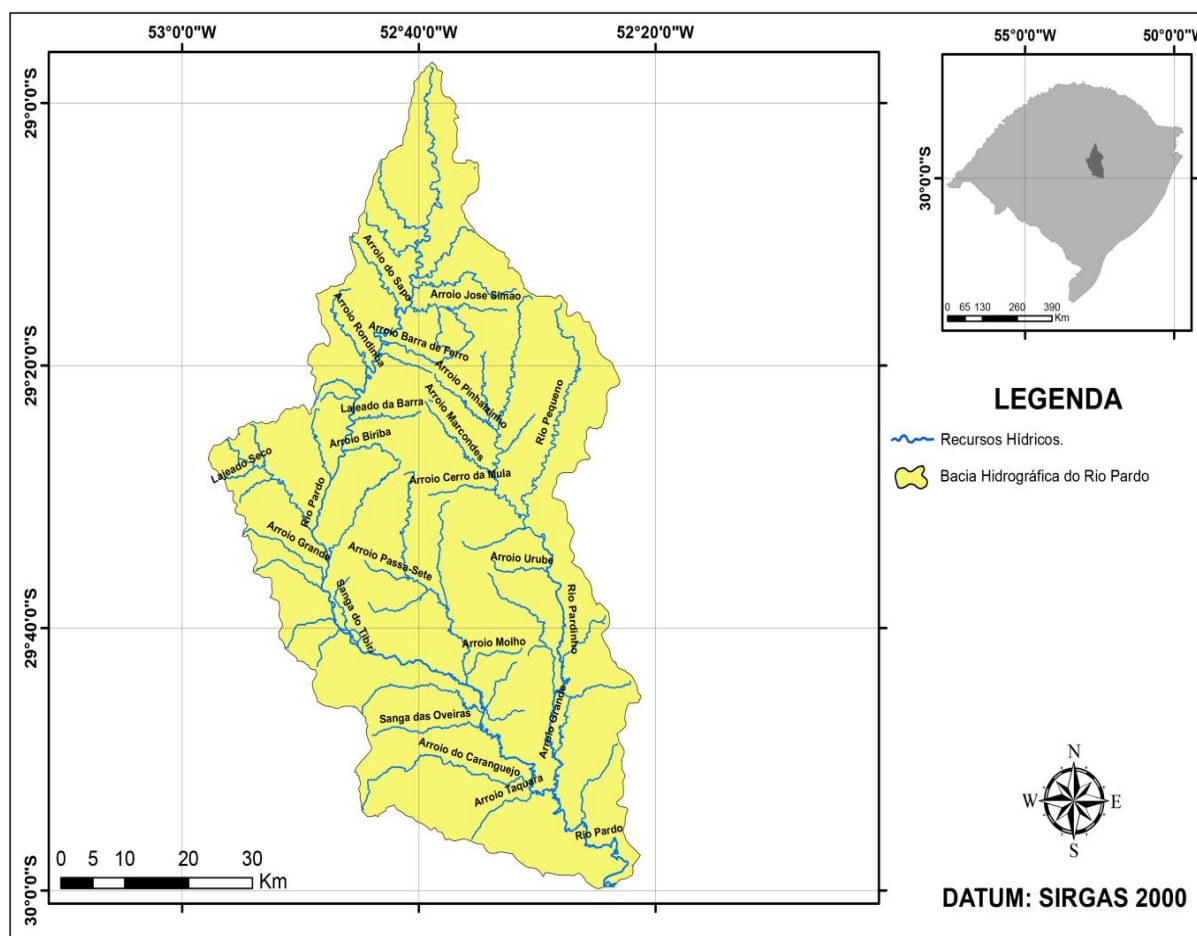 53°0'0"W
52°40'0"W
52°20'0"W
55°0'0"W
50°0'0"W
29°0'0"S
29°20'0"S
29°40'0"S
30°0'0"S
30°0'0"S
Arroio do Sapo
Arroio Jose Simao
Arroio Rondinha
Arroio Barra de Ferro
Arroio Pinhalzinho
Arroio Marcondes
Rio Pequeno
Lajeado da Barra
Arroio Biriba
Lajeado Seco
Arroio Cerro da Mula
Rio Pardo
Arroio Grande
Arroio Passa-Sete
Arroio Urube
Sanga do Tibiri
Rio Pardinho
Arroio Molho
Arroio Grande
Sanga das Oveiras
Arroio do Caranguejo
Arroio Taquara
Rio Pardo
0 5 10 20 30
Km
0 65 130 260 390
Km
LEGENDA
Recursos Hídricos.
Bacia Hidrográfica do Rio Pardo
N
W E
S
DATUM: SIRGAS 2000